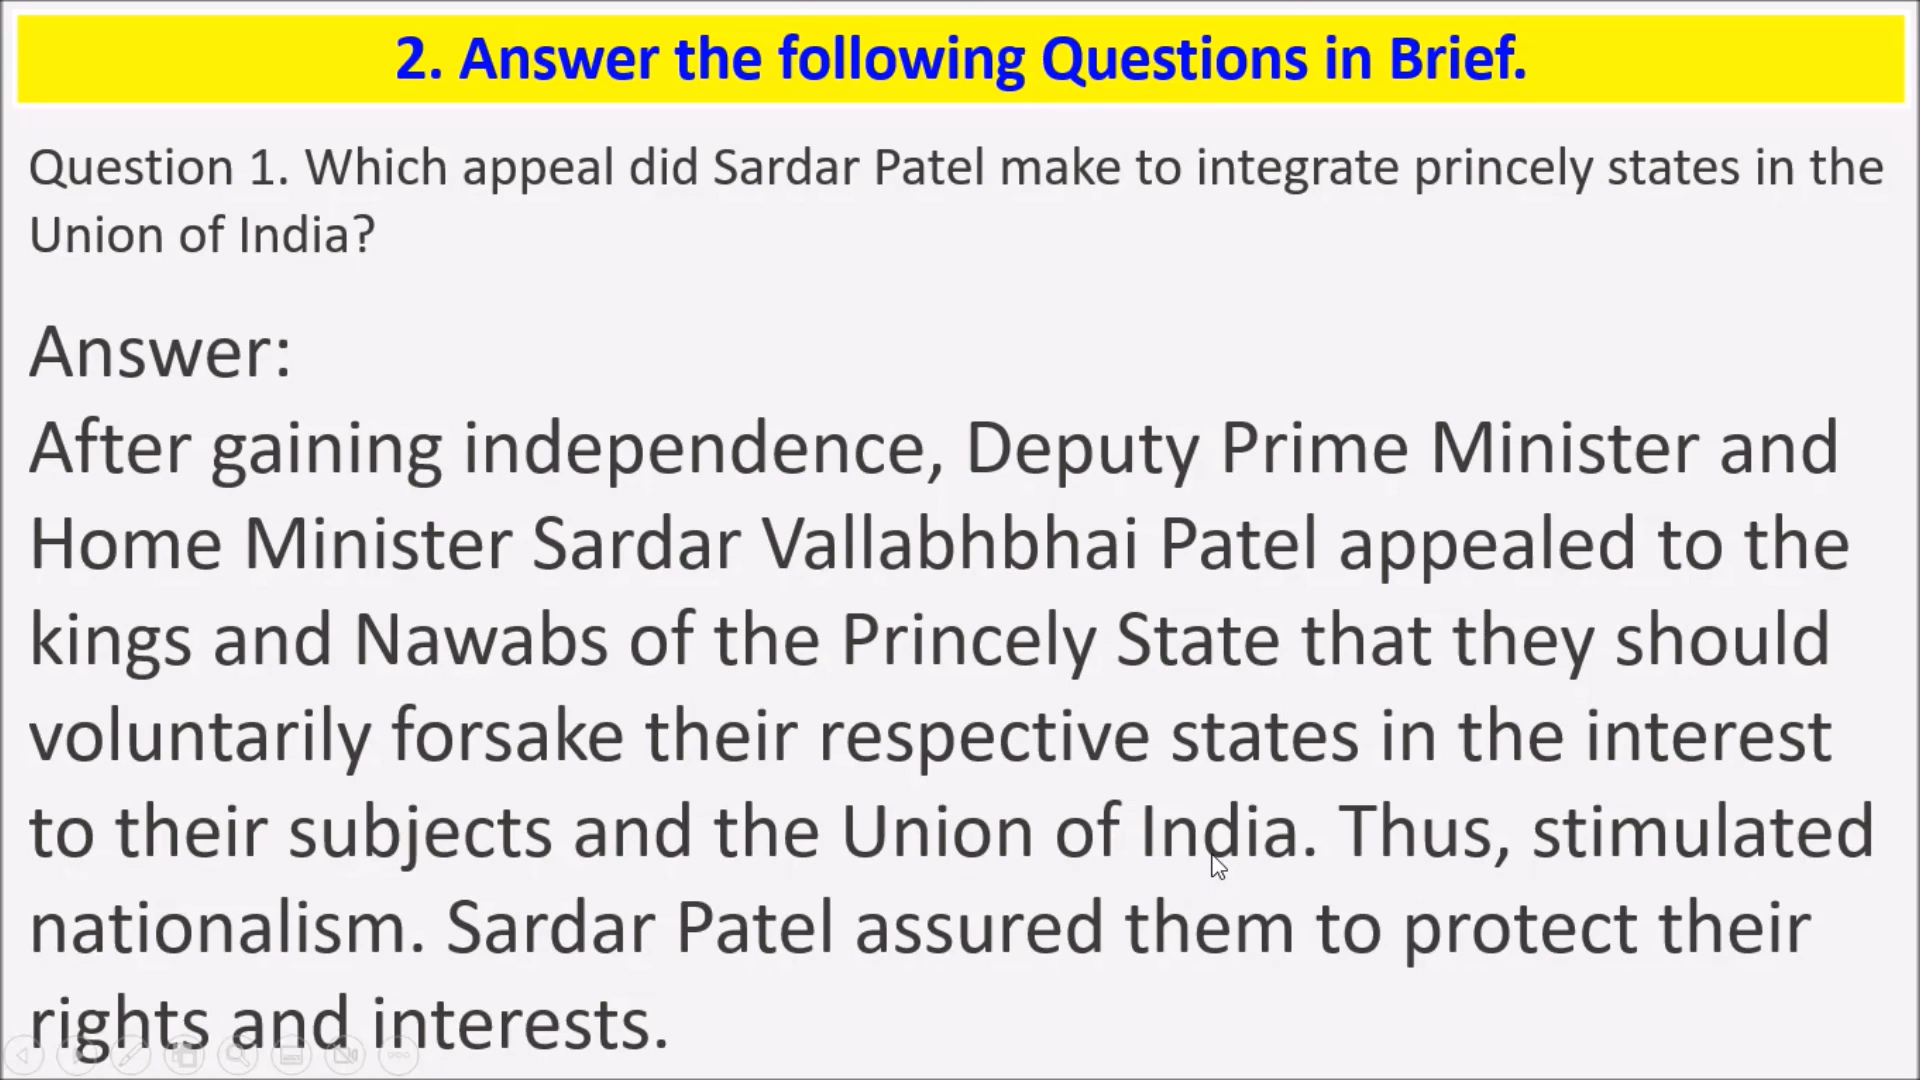 2. Answer the following Questions in Brief.
Question 1. Which appeal did Sardar Patel make to integrate princely states in the
Union of India?
Answer:
After gaining independence, Deputy Prime Minister and
Home Minister Sardar Vallabhbhai Patel appealed to the
kings and Nawabs of the Princely State that they should
voluntarily forsake their respective states in the interest
to their subjects and the Union of India. Thus, stimulated
nationalism. Sardar Patel assured them to protect their
rights and interests.